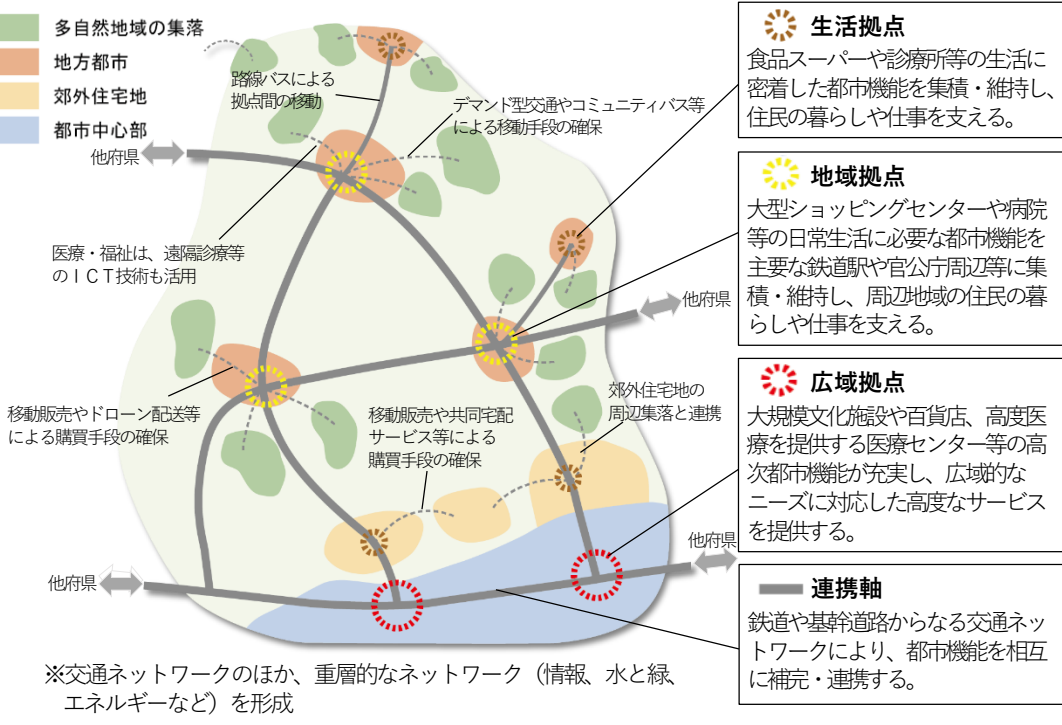 多自然地域の集落
地方都市
郊外住宅地
都市中心部
路線バスによる
拠点間の移動
デマンド型交通やコミュニティバス等
による移動手段の確保
他府県
医療・福祉は、遠隔診療等
のＩＣＴ技術も活用
他府県
移動販売やドローン配送等
による購買手段の確保
移動販売や共同宅配
サービス等による
購買手段の確保
郊外住宅地の
周辺集落と連携
他府県
他府県
※交通ネットワークのほか、重層的なネットワーク（情報、水と緑、
エネルギーなど）を形成
生活拠点
食品スーパーや診療所等の生活に
密着した都市機能を集積・維持し、
住民の暮らしや仕事を支える。
地域拠点
大型ショッピングセンターや病院
等の日常生活に必要な都市機能を
主要な鉄道駅や官公庁周辺等に集
積・維持し、周辺地域の住民の暮
らしや仕事を支える。
広域拠点
大規模文化施設や百貨店、高度医
療を提供する医療センター等の高
次都市機能が充実し、広域的な
ニーズに対応した高度なサービス
を提供する。
連携軸
鉄道や基幹道路からなる交通ネッ
トワークにより、都市機能を相互
に補完・連携する。